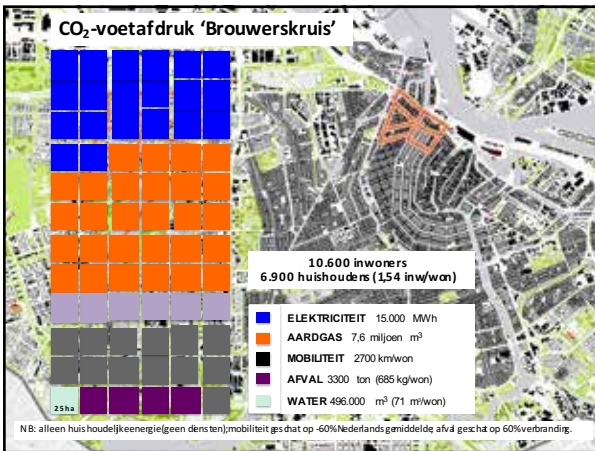 CO₂-voetafdruk ‘Brouwerskruis’
10.600 inwoners
6.900 huishoudens (1,54 inw/won)
ELEKTRICITEIT 15.000 MWh
AARDGAS 7,6 miljoen m³
MOBILITEIT 2700 km/won
AFVAL 3300 ton (685 kg/won)
WATER 496.000 m³ (71 m³/won)
25 ha
NB: alleen huishoudelijke energie (geen diensten); mobiliteit geschat op -60% Nederlands gemiddelde, afval geschat op 60% verbranding.